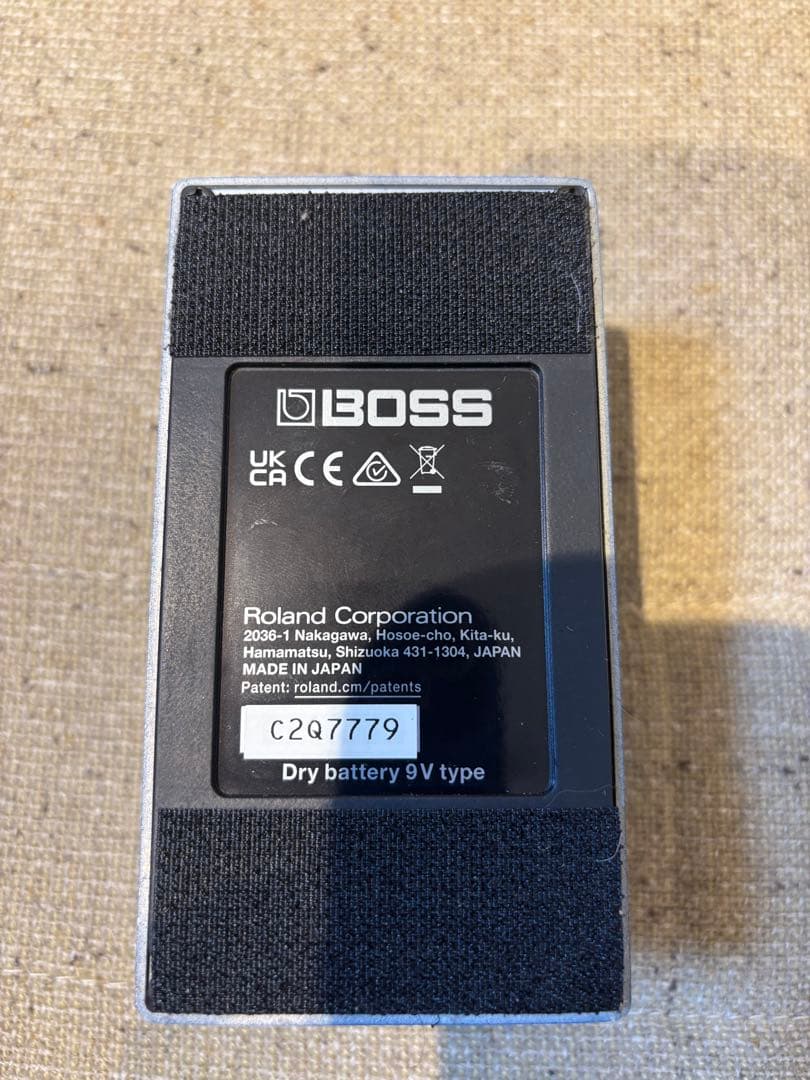 BOSS
UK
CA CE
Roland Corporation
2036-1 Nakagawa, Hosoe-cho, Kita-ku,
Hamamatsu, Shizuoka 431-1304, JAPAN
MADE IN JAPAN
Patent: roland.cm/patents
C2Q7779
Dry battery 9V type